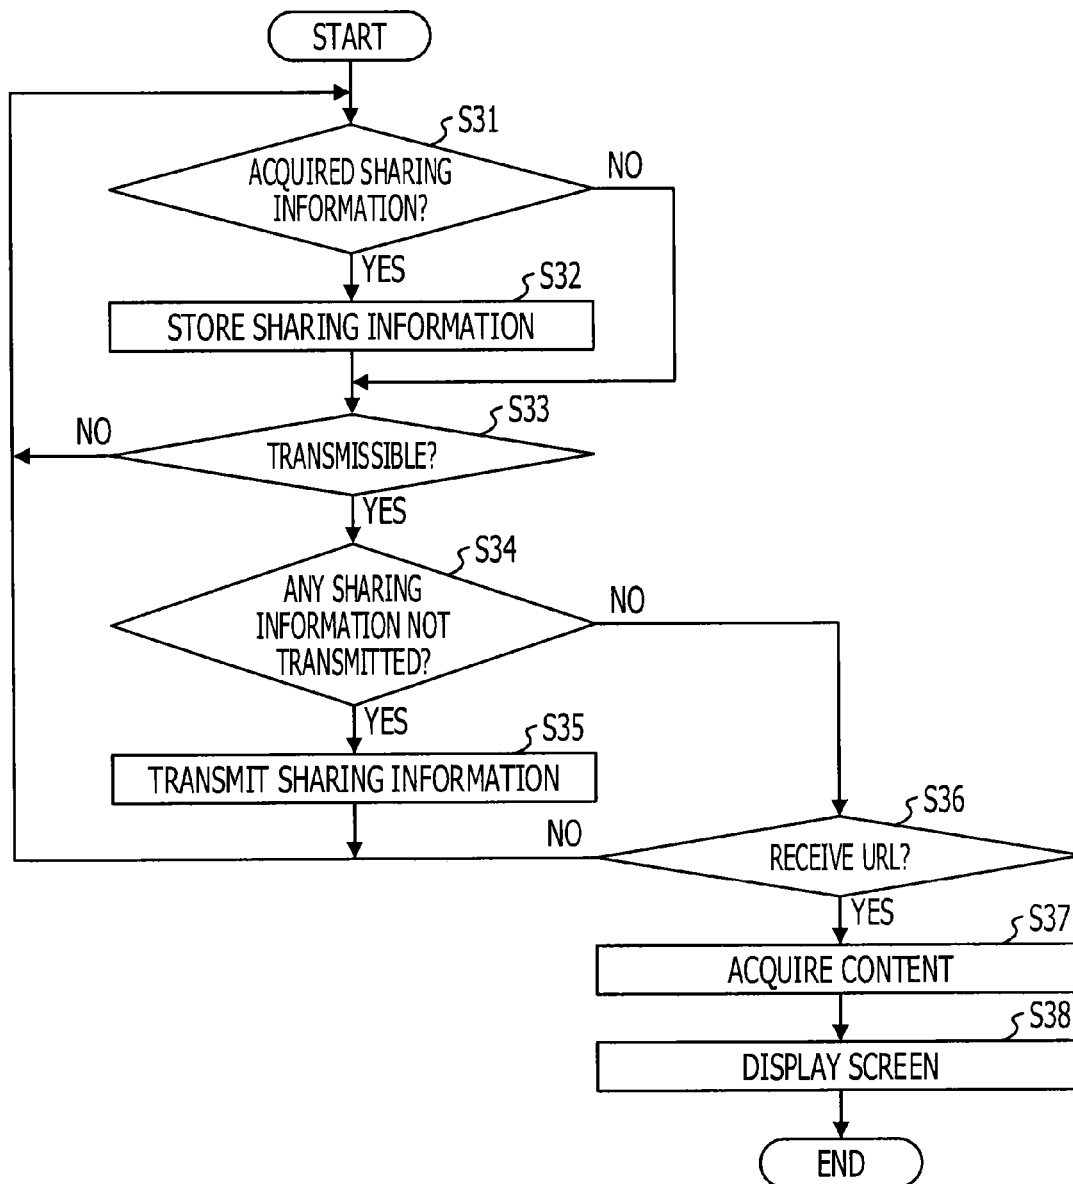 START
S31
ACQUIRED SHARING
INFORMATION?
NO
YES
S32
STORE SHARING INFORMATION
S33
NO
TRANSMISSIBLE?
YES
S34
ANY SHARING
INFORMATION NOT
TRANSMITTED?
NO
YES
S35
TRANSMIT SHARING INFORMATION
S36
NO
RECEIVE URL?
YES
S37
ACQUIRE CONTENT
S38
DISPLAY SCREEN
END